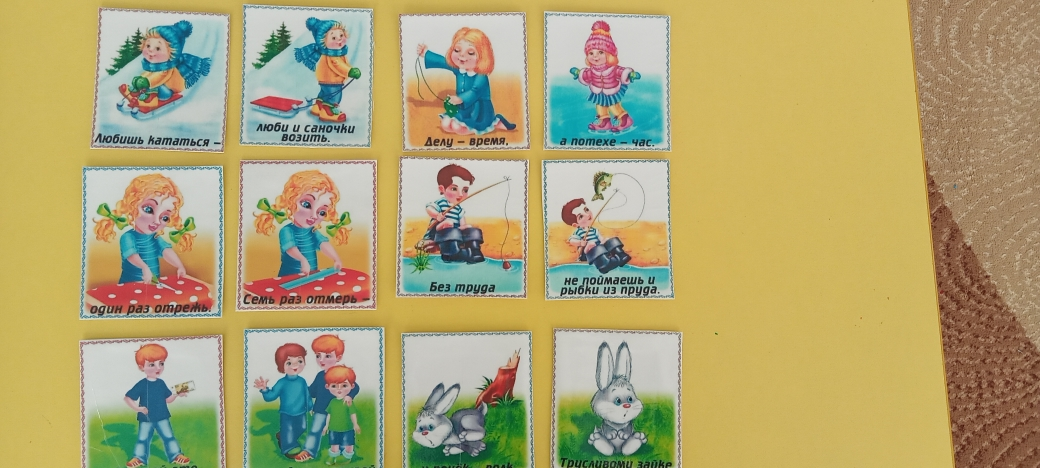 Любишь кататься –
люби и саночки
возить.
Делу – время,
а потехе – час.
один раз отрежь.
Семь раз отмерь –
Без труда
не поймаешь и
рыбки из пруда.
Трусливому зайке